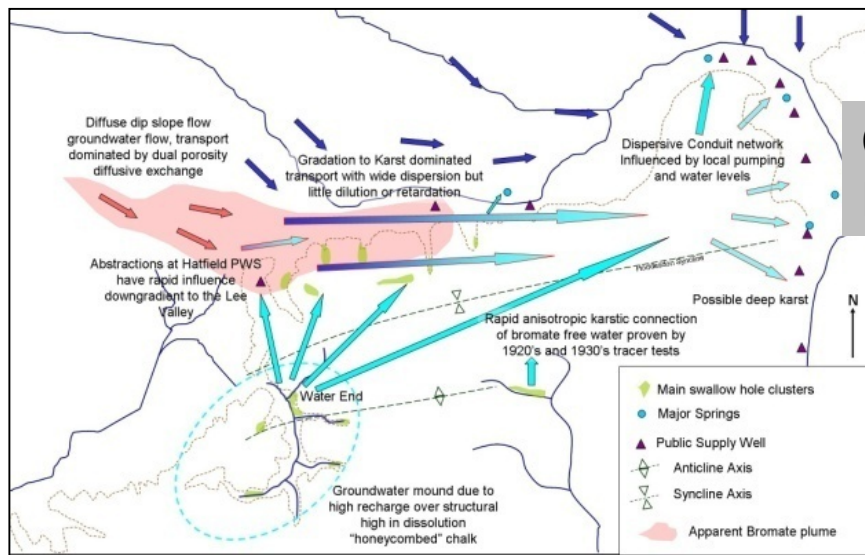 Diffuse dip slope flow
groundwater flow, transport
dominated by dual porosity
diffusive exchange
Gradation to Karst dominated
transport with wide dispersion but
little dilution or retardation
Dispersive Conduit network
Influenced by local pumping
and water levels
Abstractions at Hatfield PWS
have rapid influence
downgradient to the Lee
Valley
syncline
Possible deep karst
N
Rapid anisotropic karstic connection
of bromate free water proven by
1920's and 1930's tracer tests
Water End
Groundwater mound due to
high recharge over structural
high in dissolution
"honeycombed" chalk
Main swallow hole clusters
Major Springs
Public Supply Well
Anticline Axis
Syncline Axis
Apparent Bromate plume